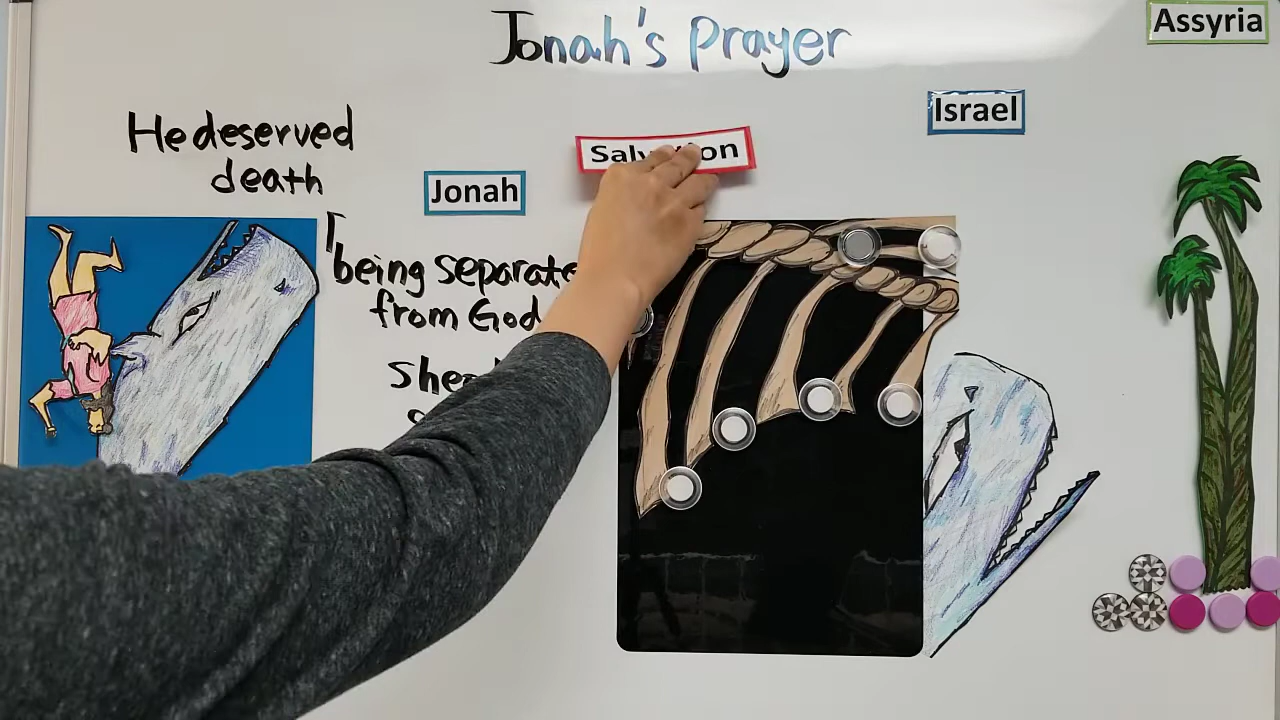 Jonah's Prayer
Assyria
Israel
He deserved
death
Jonah
being separate
from God